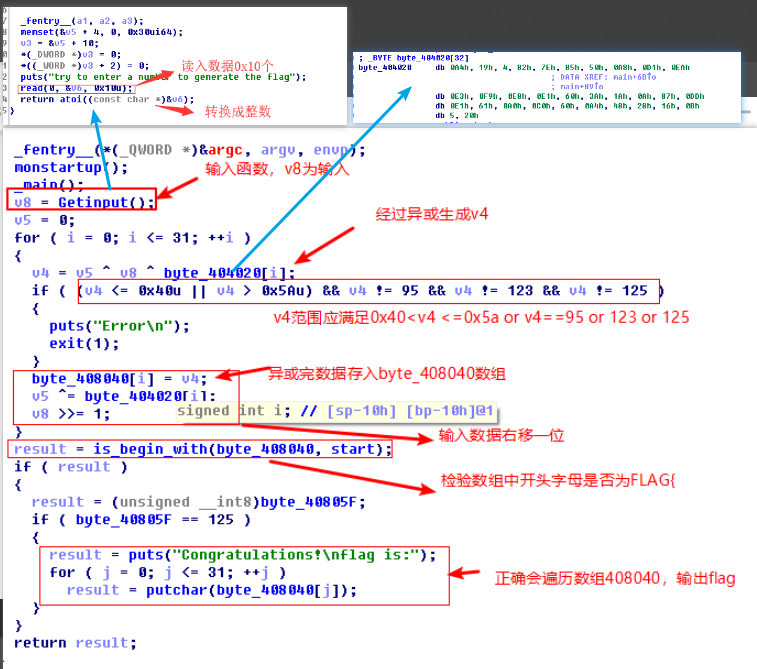 _fentry__(a1, a2, a3);
memset(&v5 + 4, 0, 0x30ui64);
v3 - &v5 + 10;
*(_DWORD *)v3 = 0;
*((_DWORD *)v3 + 2) = 0;
puts("try to enter a number to generate the flag");
read(0, &v6, 0x10u);
return atoi((const char *)&v6);
读入数据0x10个
转换成整数
; _BYTE byte_404020[32]
byte_404020 db 0A4h, 19h, 4, 82h, 7Eh, 85h, 50h, 0A8h, 0D1h, 0EAh
; DATA XREF: main+6D↑o
; main+89↑o
db 0E3h, 0F9h, 0E8h, 0E1h, 60h, 3Ah, 1Ah, 0Ah, 87h, 0DDh
db 0E1h, 61h, 0A0h, 0C0h, 60h, 0A4h, 48h, 28h, 16h, 0Bh
db 5, 20h
_fentry__(*(_QWORD *)&argc, argv, envp);
monstartup();
_main();
v8 = Getinput();
输入函数，v8为输入
v5 = 0;
for ( i = 0; i <= 31; ++i )
经过异或生成v4
{
v4 = v5 ^ v8 ^ byte_404020[i];
if ( (v4 <= 0x40u || v4 > 0x5Au) && v4 != 95 && v4 != 123 && v4 != 125 )
{
v4范围应满足0x40<v4 <=0x5a or v4==95 or 123 or 125
puts("Error\n");
exit(1);
}
byte_408040[i] = v4;
异或完数据存入byte_408040数组
v5 ^= byte_404020[i];
v8 >>= 1;
signed int i; // [sp-10h] [bp-10h]@1
}
输入数据右移一位
result = is_begin_with(byte_408040, start);
if ( result )
{
检验数组中开头字母是否为FLAG{
result = (unsigned __int8)byte_40805F;
if ( byte_40805F == 125 )
{
result = puts("Congratulations!\nflag is:");
for ( j = 0; j <= 31; ++j )
正确会遍历数组408040，输出flag
result = putchar(byte_408040[j]);
}
}
return result;